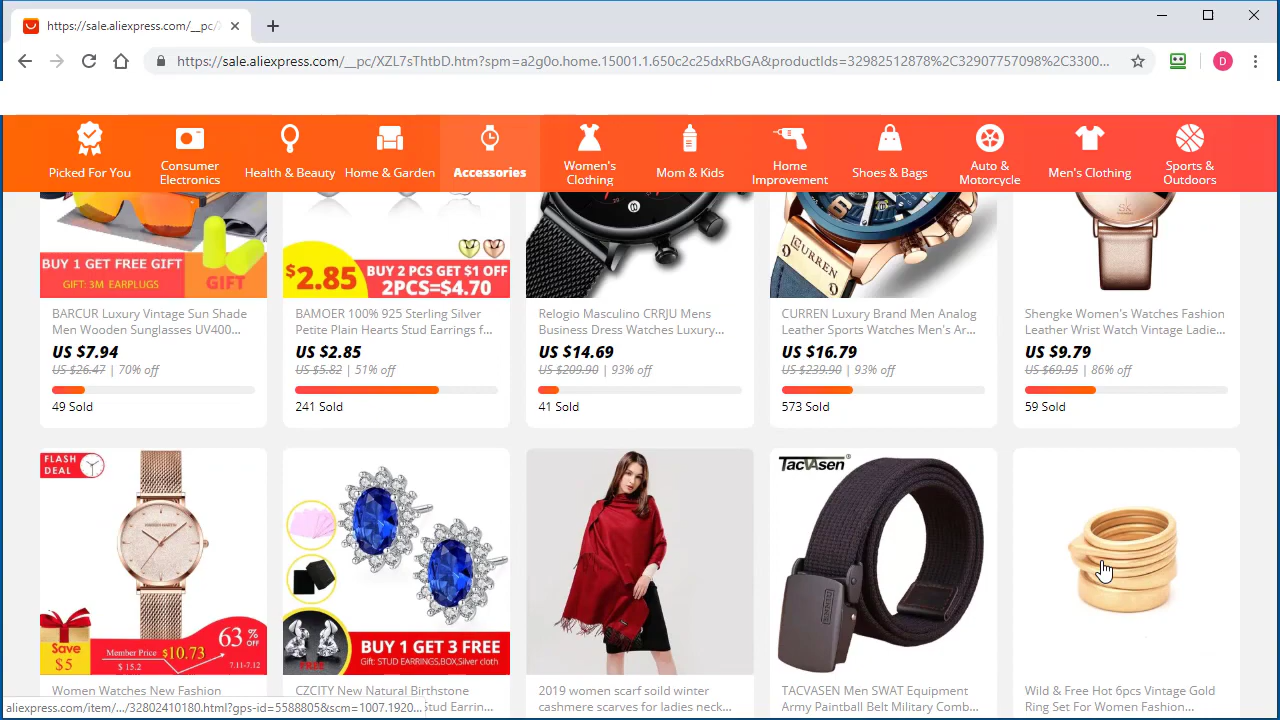 https://sale.aliexpress.com/__pc/
https://sale.aliexpress.com/__pc/XZL7sThtbD.htm?spm=a2g0o.home.15001.1.650c2c25dxRbGA&productIds=32982512878%2C32907757098%2C3300...
D
Picked For You
Consumer Electronics
Health & Beauty
Home & Garden
Accessories
Women's Clothing
Mom & Kids
Home Improvement
Shoes & Bags
Auto & Motorcycle
Men's Clothing
Sports & Outdoors
BUY 1 GET FREE GIFT
GIFT: 3M EARPLUGS
GIFT
$2.85
BUY 2 PCS GET $1 OFF
2PCS=$4.70
CURREN
SK
BARCUR Luxury Vintage Sun Shade
Men Wooden Sunglasses UV400...
US $7.94
US $26.47 | 70% off
49 Sold
BAMOER 100% 925 Sterling Silver
Petite Plain Hearts Stud Earrings f...
US $2.85
US $5.82 | 51% off
241 Sold
Relogio Masculino CRRJU Mens
Business Dress Watches Luxury...
US $14.69
US $209.90 | 93% off
41 Sold
CURREN Luxury Brand Men Analog
Leather Sports Watches Men's Ar...
US $16.79
US $239.90 | 93% off
573 Sold
Shengke Women's Watches Fashion
Leather Wrist Watch Vintage Ladie...
US $9.79
US $69.95 | 86% off
59 Sold
FLASH
DEAL
Save
$5
Member Price $10.73
$ 15.2
63% OFF
7.11-7.12
FREE
BUY 1 GET 3 FREE
Gift: STUD EARRINGS,BOX,Silver cloth
TACVASEN
Women Watches New Fashion
CZCITY New Natural Birthstone
Stud Earrin...
2019 women scarf soild winter
cashmere scarves for ladies neck...
TACVASEN Men SWAT Equipment
Army Paintball Belt Military Comb...
Wild & Free Hot 6pcs Vintage Gold
Ring Set For Women Fashion...
aliexpress.com/item/.../32802410180.html?gps-id=5588805&scm=1007.1920...